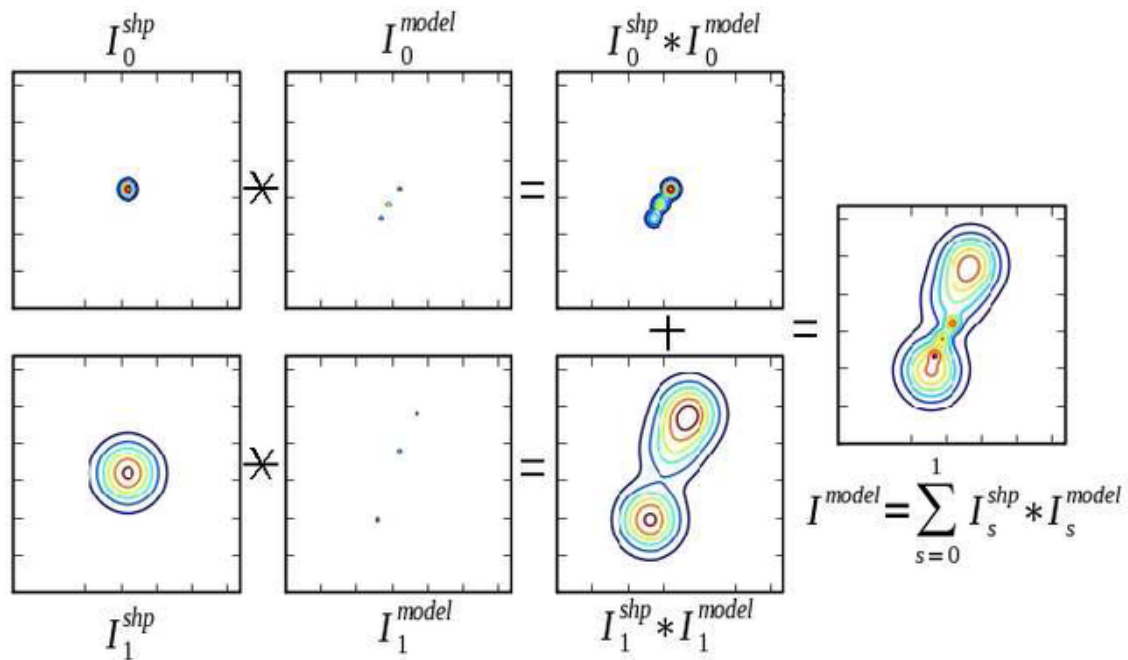 I_0^{shp} I_0^{model} I_0^{shp} * I_0^{model}
* =
+ =
* =
I^{model} = \sum_{s=0}^{1} I_s^{shp} * I_s^{model}
I_1^{shp} I_1^{model} I_1^{shp} * I_1^{model}